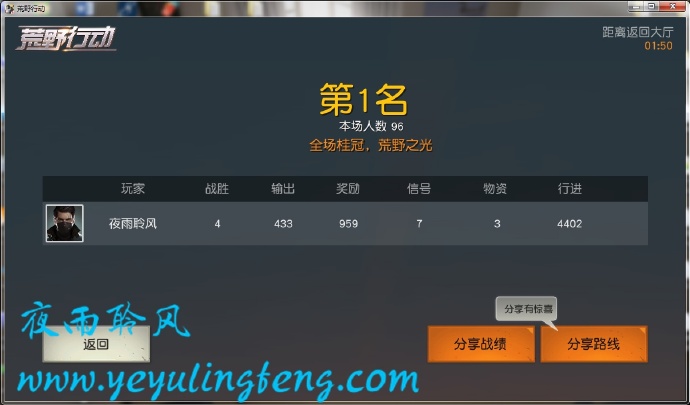 荒野行动
荒野行动
距离返回大厅
01:50
第1名
本场人数 96
全场桂冠，荒野之光
玩家 战胜 输出 奖励 信号 物资 行进
夜雨聆风 4 433 959 7 3 4402
分享有惊喜
夜雨聆风
返回 分享战绩 分享路线
www.yeyulingfeng.com